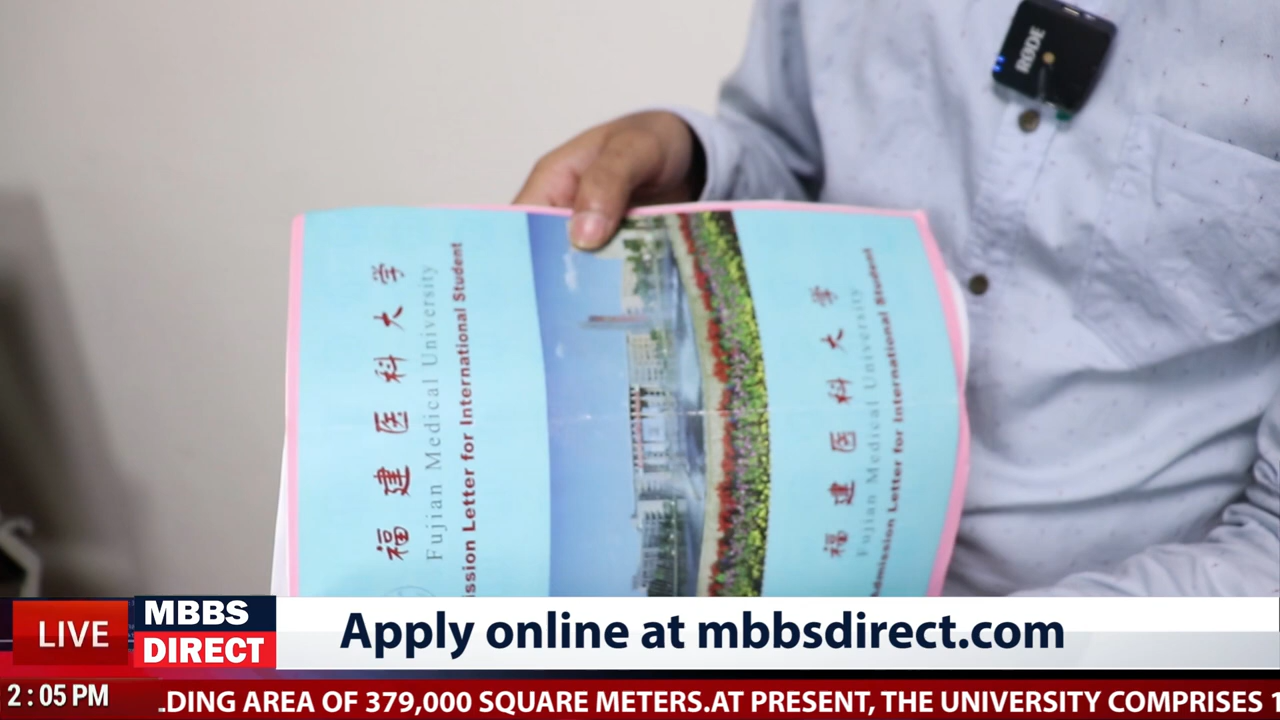 RØDE
福建医科大学
Fujian Medical University
ission Letter for International Student
福建医科大学
Fujian Medical University
Admission Letter for International Student
LIVE
MBBS
DIRECT
Apply online at mbbsdirect.com
2:05 PM
.DING AREA OF 379,000 SQUARE METERS.AT PRESENT, THE UNIVERSITY COMPRISES 1